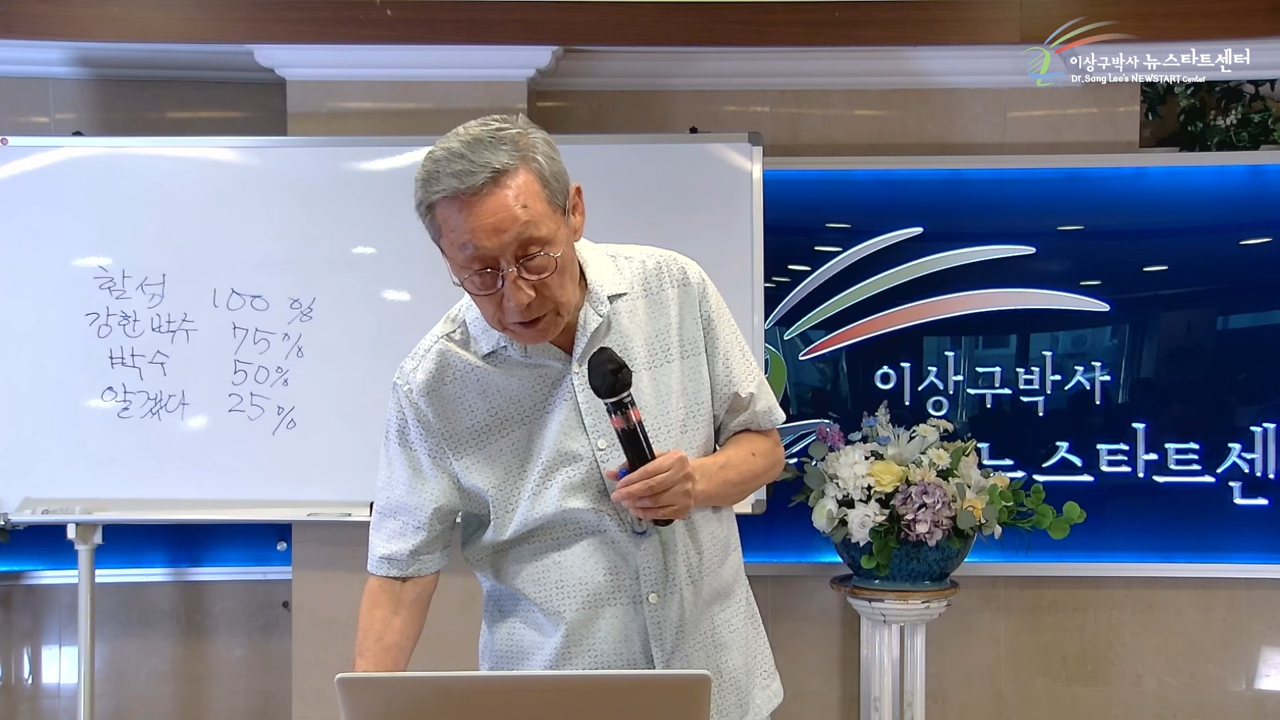 이상구박사 뉴스타트센터
Dr. Sang Lee's NEWSTART Center
함성 100 %
강한 박수 75%
박수 50%
알겠다 25%
이상구박사
뉴스타트센